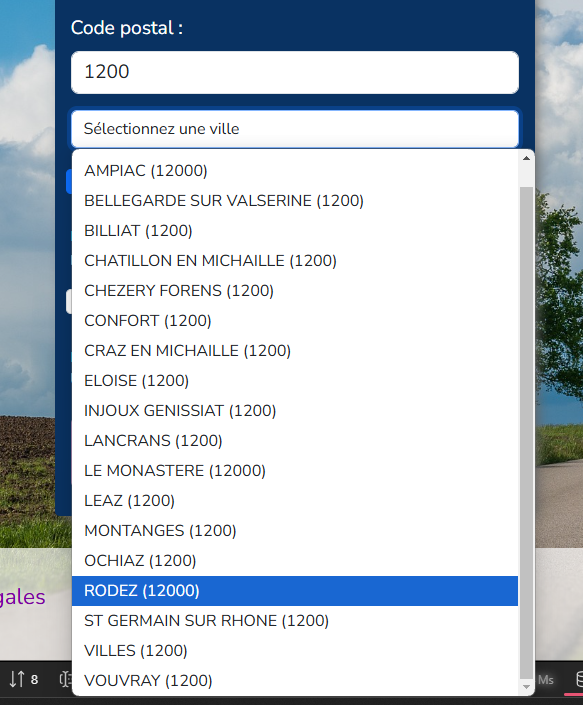 Code postal :
1200
Sélectionnez une ville
AMPIAC (12000)
BELLEGARDE SUR VALSERINE (1200)
BILLIAT (1200)
CHATILLON EN MICHAILLE (1200)
CHEZERY FORENS (1200)
CONFORT (1200)
CRAZ EN MICHAILLE (1200)
ELOISE (1200)
INJOUX GENISSIAT (1200)
LANCRANS (1200)
LE MONASTERE (12000)
LEAZ (1200)
MONTANGES (1200)
OCHIAZ (1200)
gales
RODEZ (12000)
ST GERMAIN SUR RHONE (1200)
VILLES (1200)
8
Ms
VOUVRAY (1200)